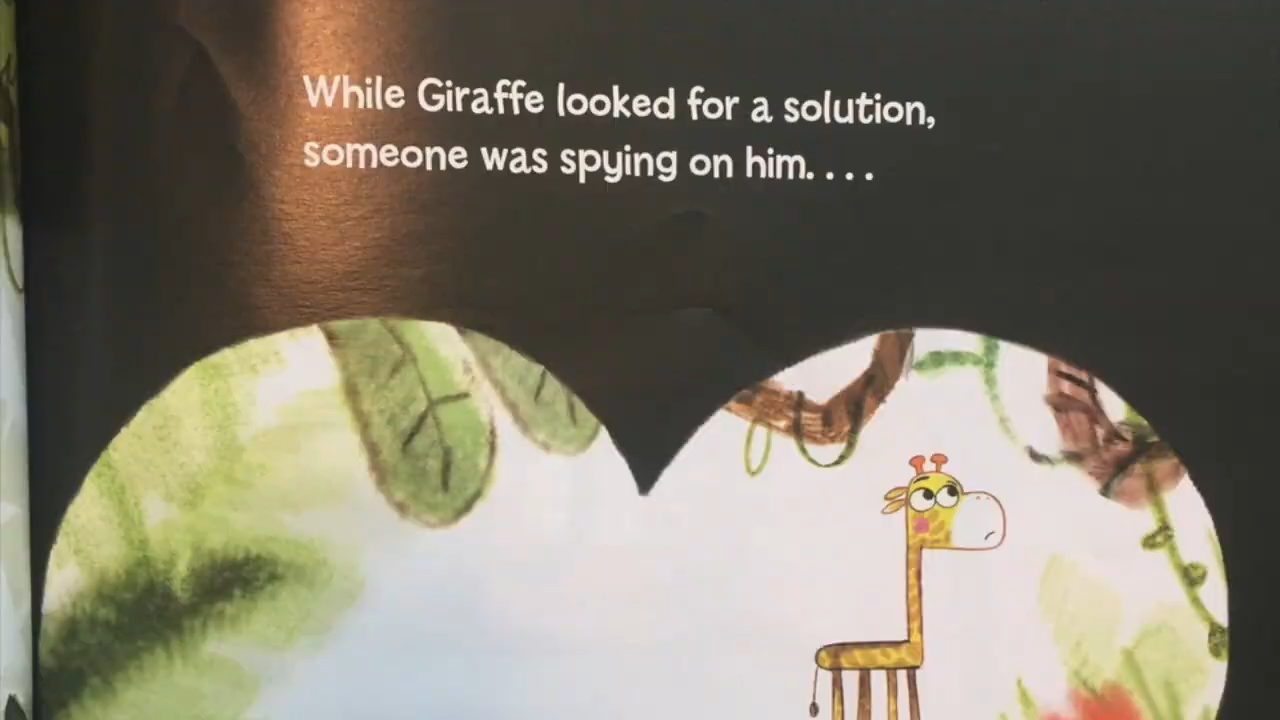 While Giraffe looked for a solution,
someone was spying on him. . . .